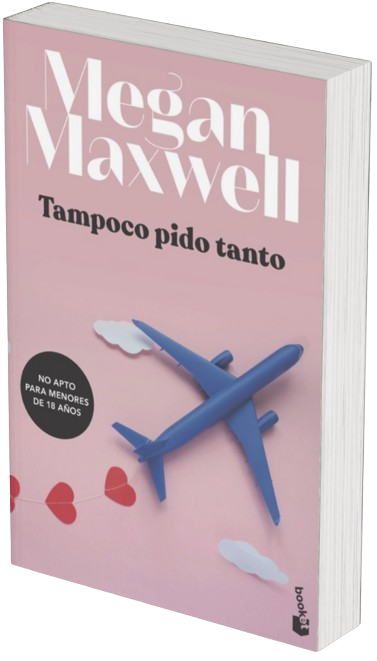 Megan
Maxwell
Tampoco pido tanto
NO APTO
PARA MENORES
DE 18 AÑOS
booket